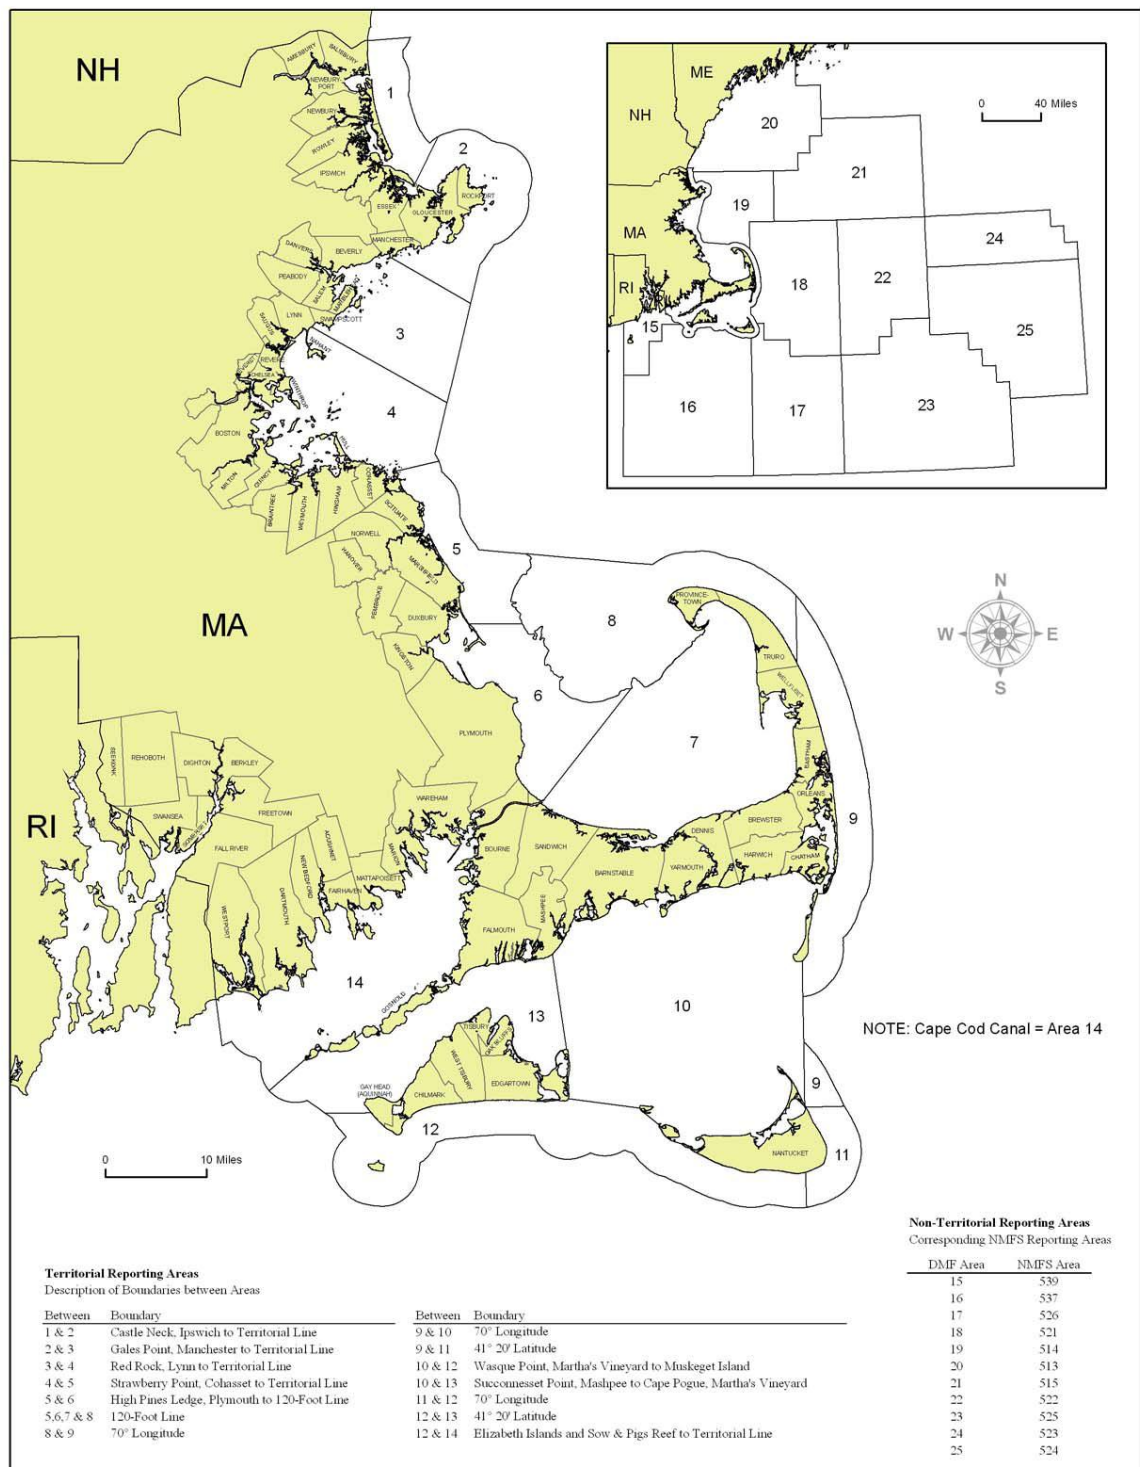 NH
AMESBURY
SALISBURY
NEWBURY-
PORT
NEWBURY
ROWLEY
IPSWICH
ESSEX
GLOUCESTER
ROCKPORT
MANCHESTER
DANVERS
BEVERLY
PEABODY
SALEM
LYNN
SWAMPSCOTT
SAUGUS
NAHANT
REVERE
CHELSEA
WINTHROP
BOSTON
MILTON
QUINCY
HULL
BRAINTREE
WEYMOUTH
HINGHAM
COHASSET
SCITUATE
NORWELL
HANOVER
MARSHFIELD
PEMBROKE
DUXBURY
KINGSTON
PLYMOUTH
MA
RI
1
2
3
4
5
6
7
8
9
PROVINCE-
TOWN
TRURO
WELLFLEET
EASTHAM
ORLEANS
BREWSTER
DENNIS
HARWICH
CHATHAM
YARMOUTH
BARNSTABLE
SANDWICH
BOURNE
MASHPEE
FALMOUTH
WAREHAM
MARION
MATTAPOISETT
FAIRHAVEN
ACUSHNET
NEW BEDFORD
DARTMOUTH
WESTPORT
FALL RIVER
FREETOWN
BERKLEY
DIGHTON
REHOBOTH
SEEKONK
SWANSEA
SOMERSET
14
GOSNOLD
13
10
TISBURY
OAK BLUFFS
WEST TISBURY
EDGARTOWN
CHILMARK
GAY HEAD
(AQUINNAH)
12
9
11
NANTUCKET
ME
NH
MA
RI
0 40 Miles
20
21
19
24
18
22
25
15
16
17
23
N
W E
S
NOTE: Cape Cod Canal = Area 14
0 10 Miles
Territorial Reporting Areas
Description of Boundaries between Areas
Between Boundary
1 & 2 Castle Neck, Ipswich to Territorial Line
2 & 3 Gales Point, Manchester to Territorial Line
3 & 4 Red Rock, Lynn to Territorial Line
4 & 5 Strawberry Point, Cohasset to Territorial Line
5 & 6 High Pines Ledge, Plymouth to 120-Foot Line
5,6,7 & 8 120-Foot Line
8 & 9 70° Longitude
Between Boundary
9 & 10 70° Longitude
9 & 11 41° 20' Latitude
10 & 12 Wasque Point, Martha's Vineyard to Muskeget Island
10 & 13 Succonnesset Point, Mashpee to Cape Pogue, Martha's Vineyard
11 & 12 70° Longitude
12 & 13 41° 20' Latitude
12 & 14 Elizabeth Islands and Sow & Pigs Reef to Territorial Line
Non-Territorial Reporting Areas
Corresponding NMFS Reporting Areas
DMF Area NMFS Area
15 539
16 537
17 526
18 521
19 514
20 513
21 515
22 522
23 525
24 523
25 524